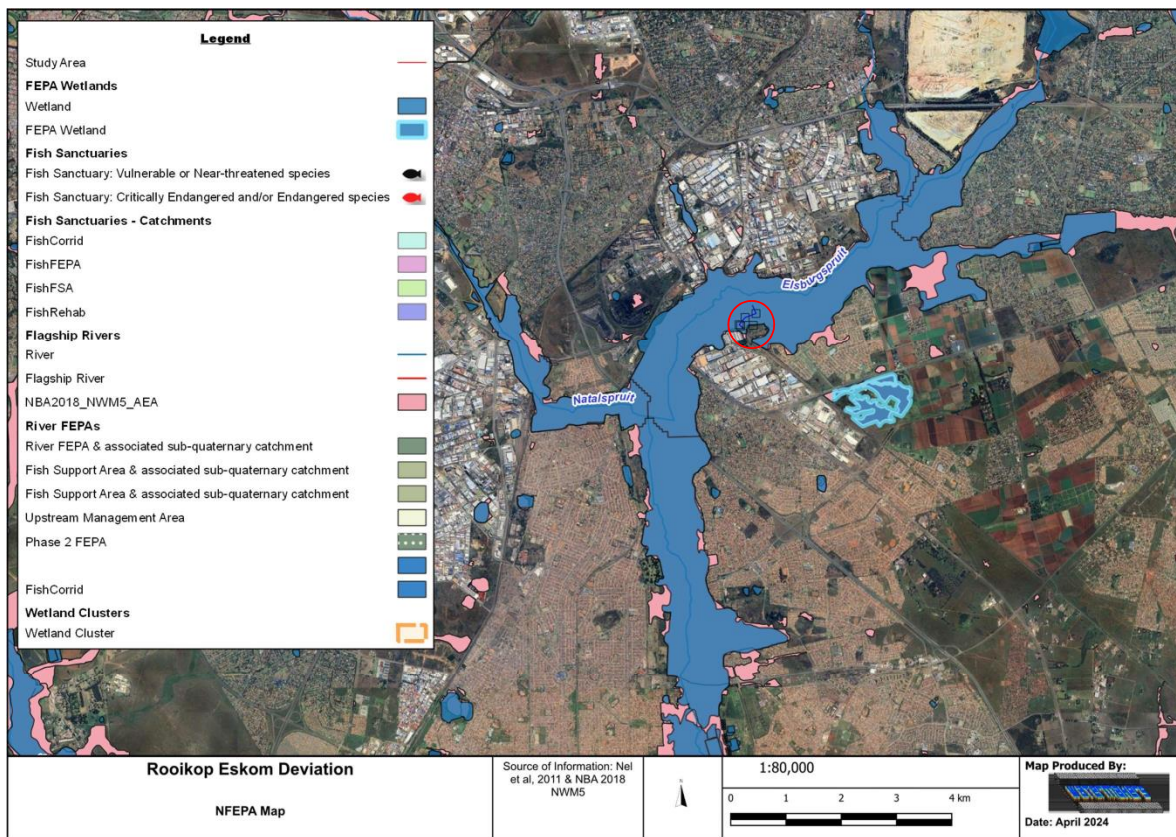 Legend
Study Area
FEPA Wetlands
Wetland
FEPA Wetland
Fish Sanctuaries
Fish Sanctuary: Vulnerable or Near-threatened species
Fish Sanctuary: Critically Endangered and/or Endangered species
Fish Sanctuaries - Catchments
FishCorrid
FishFEPA
FishFSA
FishRehab
Flagship Rivers
River
Flagship River
NBA2018_NWM5_AEA
River FEPAs
River FEPA & associated sub-quaternary catchment
Fish Support Area & associated sub-quaternary catchment
Fish Support Area & associated sub-quaternary catchment
Upstream Management Area
Phase 2 FEPA
FishCorrid
Wetland Clusters
Wetland Cluster
Elsburgspruit
Natalspruit
Rooikop Eskom Deviation
NFEPA Map
Source of Information: Nel
et al, 2011 & NBA 2018
NWM5
N
1:80,000
0 1 2 3 4 km
Map Produced By:
Date: April 2024